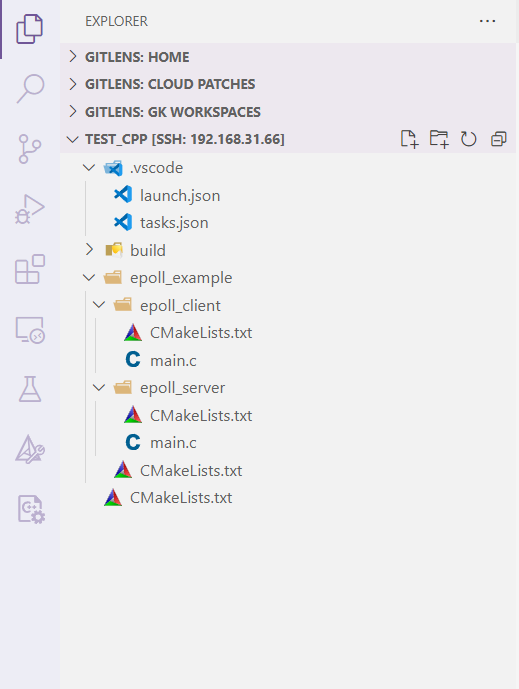 EXPLORER
GITLENS: HOME
GITLENS: CLOUD PATCHES
GITLENS: GK WORKSPACES
TEST_CPP [SSH: 192.168.31.66]
.vscode
launch.json
tasks.json
build
epoll_example
epoll_client
CMakeLists.txt
C main.c
epoll_server
CMakeLists.txt
C main.c
CMakeLists.txt
CMakeLists.txt